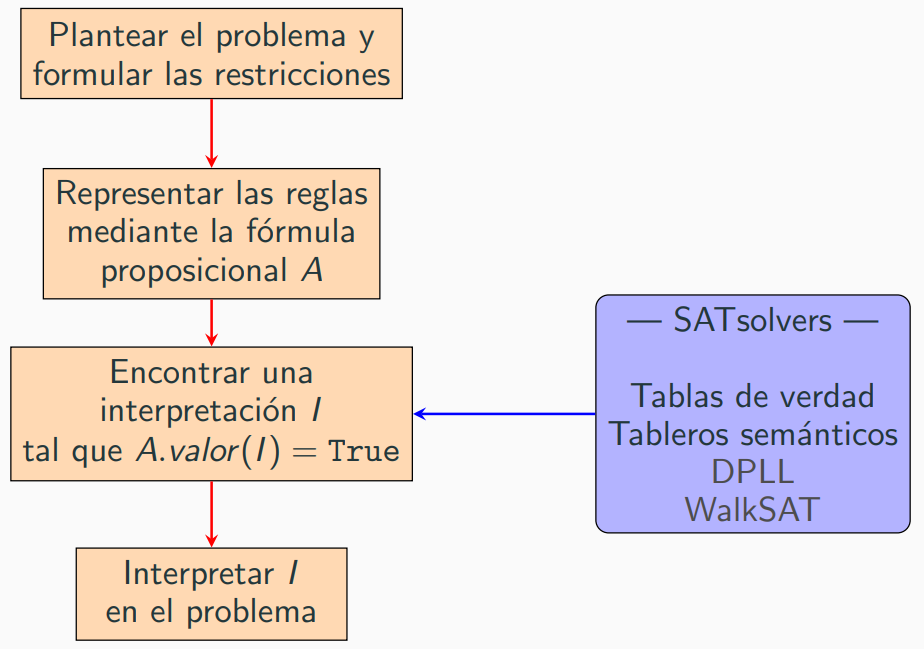 Plantear el problema y
formular las restricciones
Representar las reglas
mediante la fórmula
proposicional A
Encontrar una
interpretación I
tal que A.valor(I) = True
Interpretar I
en el problema
— SATsolvers —
Tablas de verdad
Tableros semánticos
DPLL
WalkSAT